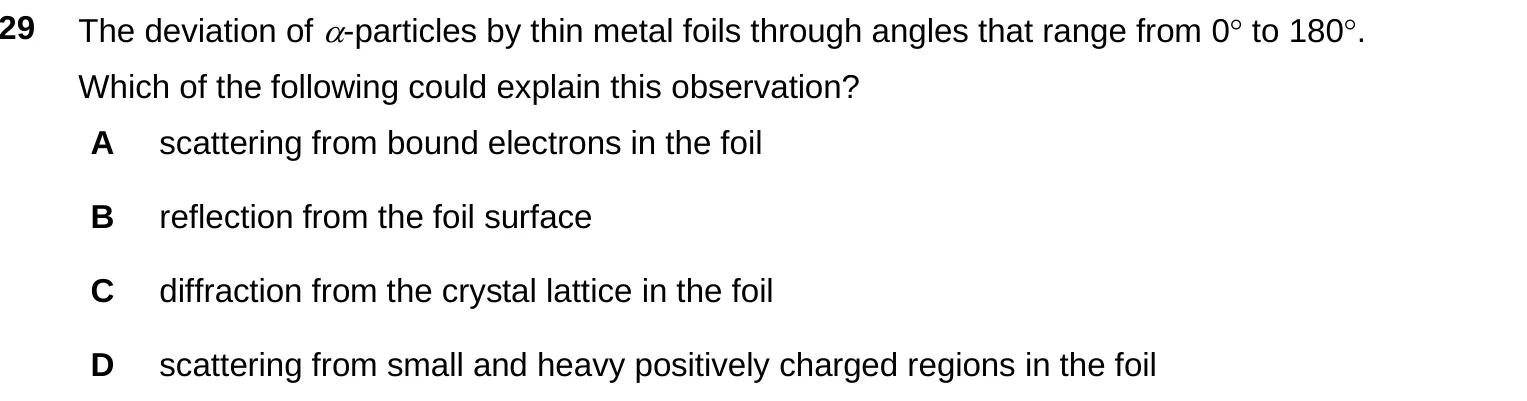 29 The deviation of α-particles by thin metal foils through angles that range from 0° to 180°.
Which of the following could explain this observation?
A scattering from bound electrons in the foil
B reflection from the foil surface
C diffraction from the crystal lattice in the foil
D scattering from small and heavy positively charged regions in the foil